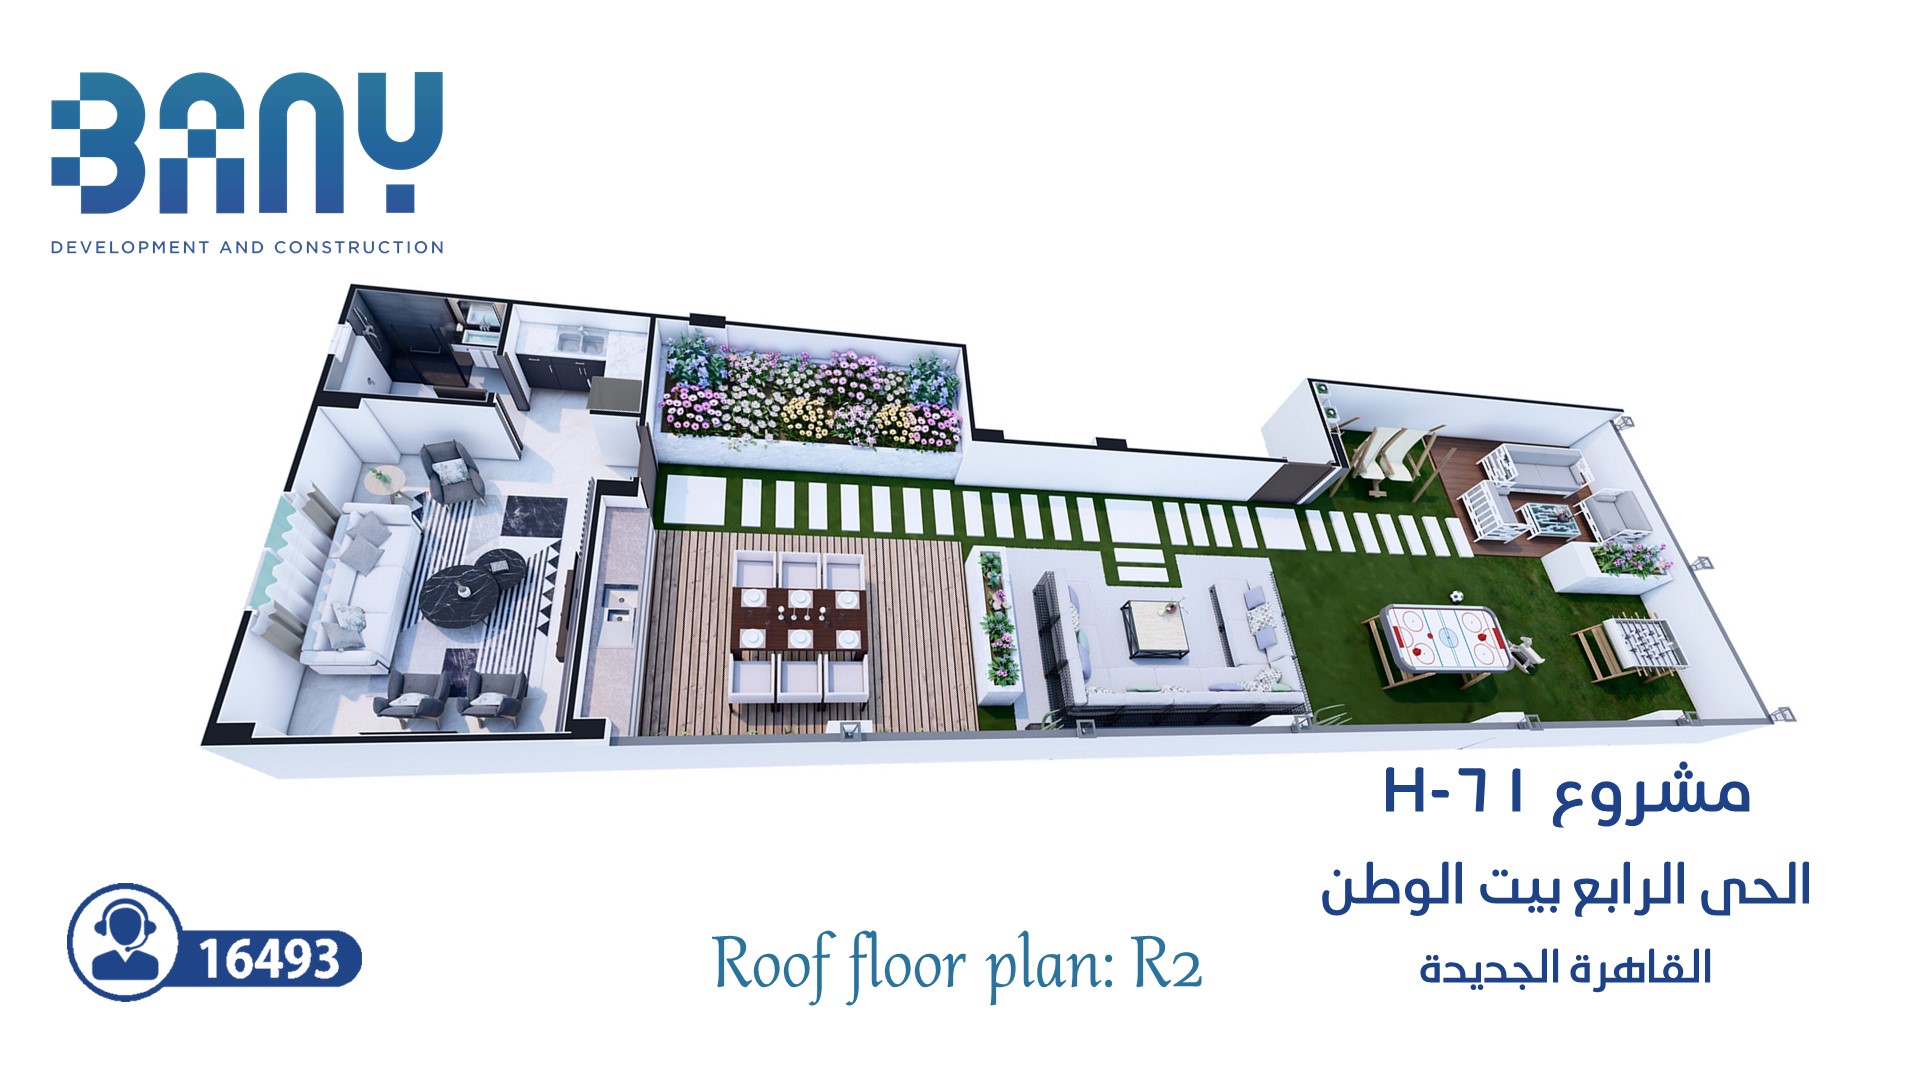 BANY
DEVELOPMENT AND CONSTRUCTION
مشروع H-٦١
الحى الرابع بيت الوطن
القاهرة الجديدة
Roof floor plan: R2
16493